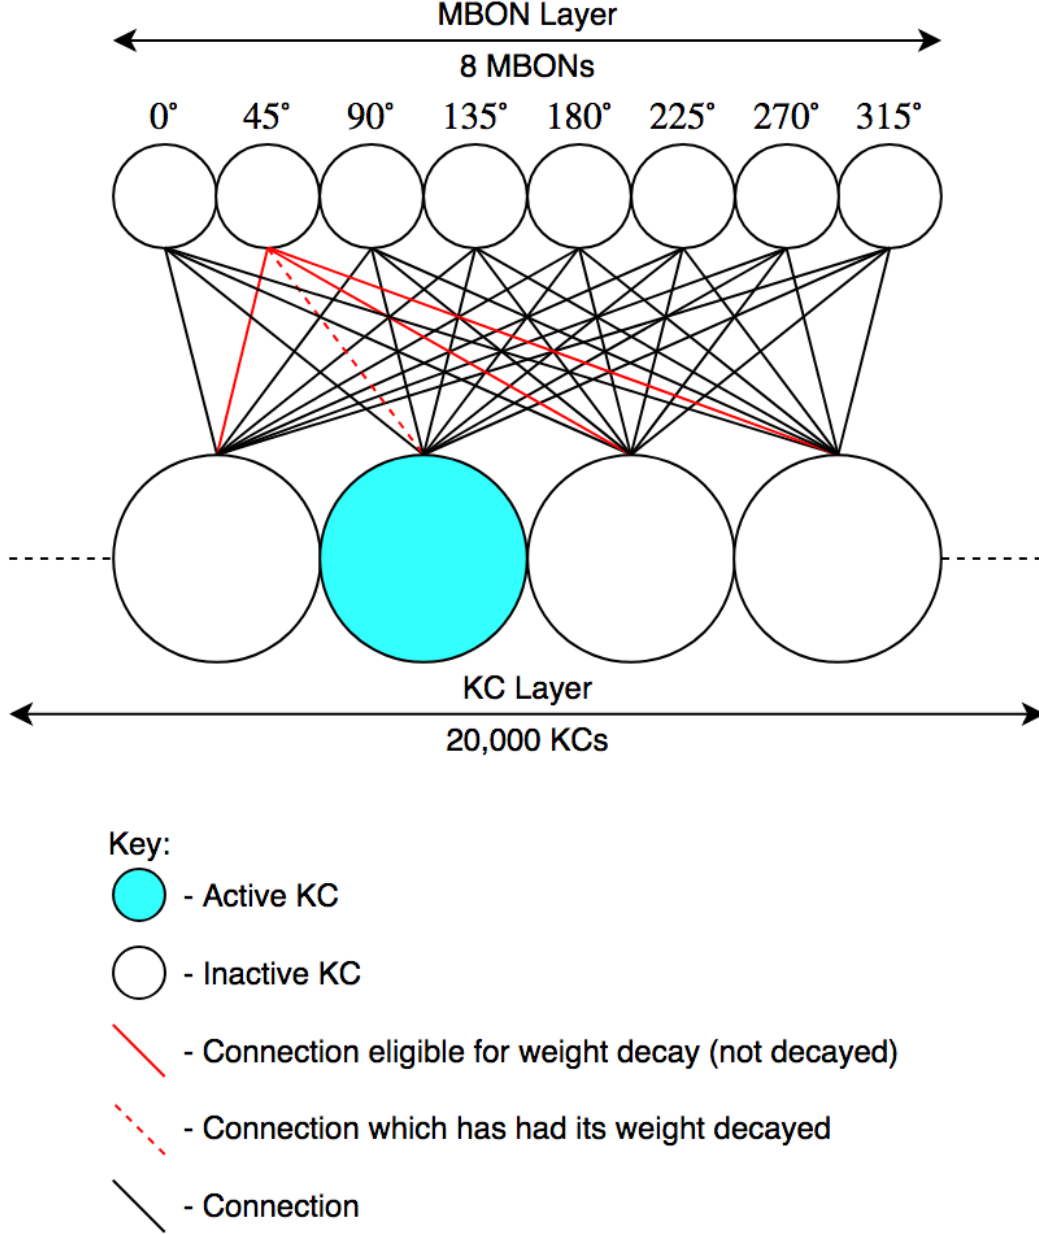 MBON Layer
8 MBONs
0° 45° 90° 135° 180° 225° 270° 315°
KC Layer
20,000 KCs
Key:
- Active KC
- Inactive KC
- Connection eligible for weight decay (not decayed)
- Connection which has had its weight decayed
- Connection